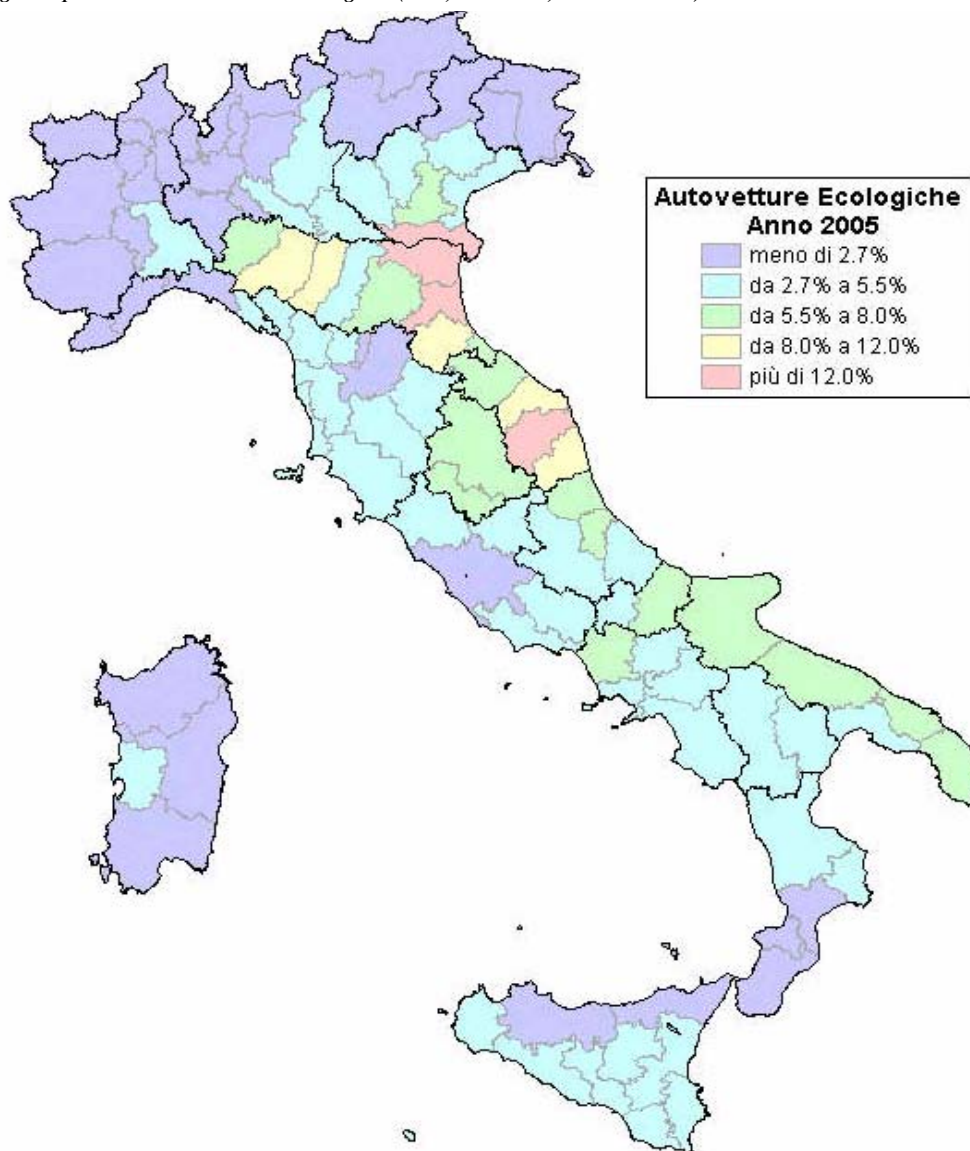 Autovetture Ecologiche
Anno 2005
meno di 2.7%
da 2.7% a 5.5%
da 5.5% a 8.0%
da 8.0% a 12.0%
più di 12.0%